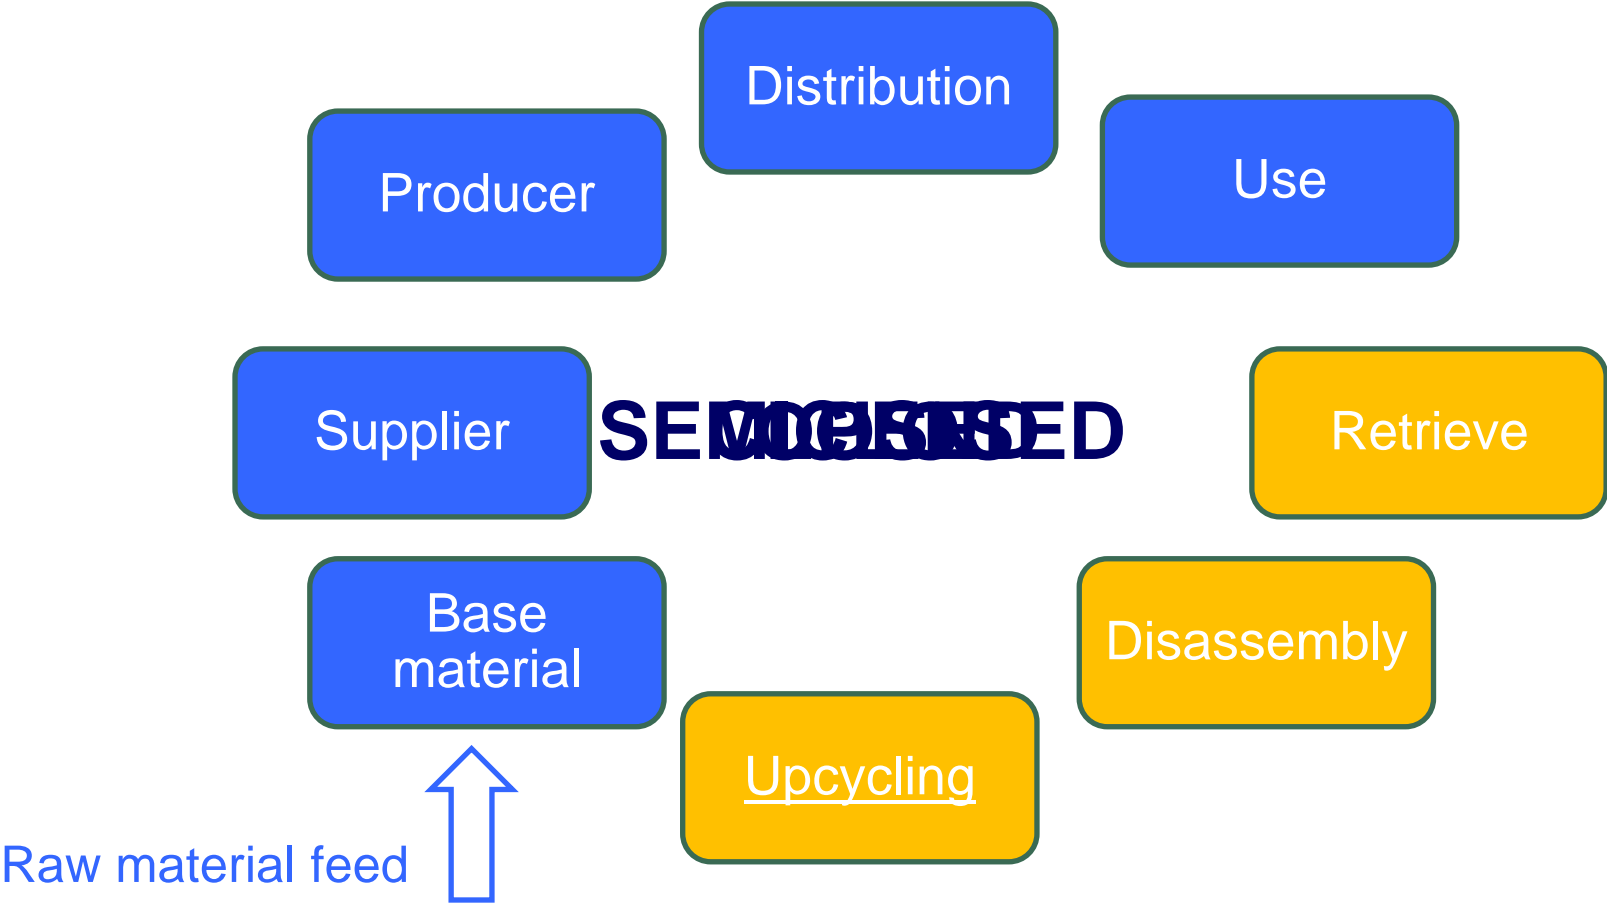 Distribution
Producer
Use
Supplier
Retrieve
Base
material
Disassembly
Upcycling
Raw material feed